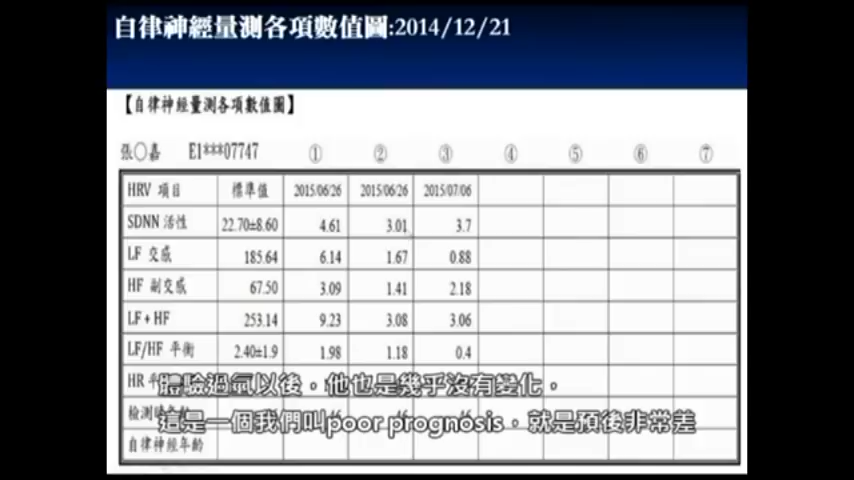 自律神經量測各項數值圖:2014/12/21
【自律神經量測各項數值圖】
張〇嘉 E1***07747 ① ② ③ ④ ⑤ ⑥ ⑦
HRV 項目 標準值 2015/06/26 2015/06/26 2015/07/06
SDNN 活性 22.70±8.60 4.61 3.01 3.7
LF 交感 185.64 6.14 1.67 0.88
HF 副交感 67.50 3.09 1.41 2.18
LF+HF 253.14 9.23 3.08 3.06
LF/HF 平衡 2.40±1.9 1.98 1.18 0.4
HR
體驗過氣以後，他也是幾乎沒有變化，
檢測
這是一個我們叫poor prognosis，就是預後非常差
自律神經年齡